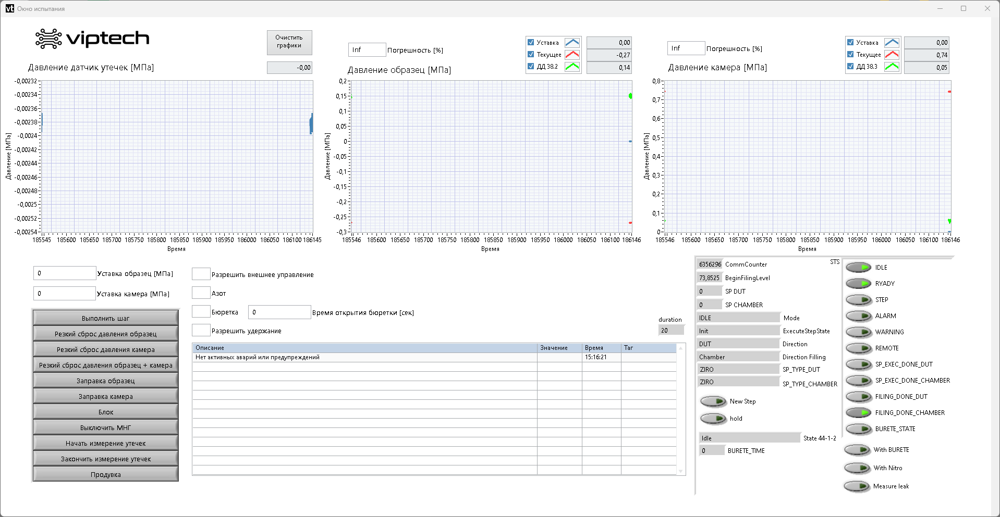 vt Окно испытания
viptech
Очистить
графики
Давление датчик утечек [МПа]
-0,00
-0,00232
-0,00234
-0,00236
-0,00238
-0,0024
-0,00242
-0,00244
-0,00246
-0,00248
-0,0025
-0,00252
-0,00254
Давление [МПа]
185545 185600 185650 185700 185750 185800 185850 185900 185950 186000 186050 186100 186145
Время
Inf Погрешность [%]
Давление образец [МПа]
Уставка 0,00
Текущее -0,27
ДД 38.2 0,14
0,2
0,15
0,1
0,05
0
-0,05
-0,1
-0,15
-0,2
-0,25
-0,3
Давление [МПа]
185546 185600 185650 185700 185750 185800 185850 185900 185950 186000 186050 186100 186146
Время
Inf Погрешность [%]
Давление камера [МПа]
Уставка 0,00
Текущее 0,74
ДД 38.3 0,05
0,8
0,7
0,6
0,5
0,4
0,3
0,2
0,1
0
Давление [МПа]
185546 185600 185650 185700 185750 185800 185850 185900 185950 186000 186050 186100 186146
Время
0 Уставка образец [МПа]
0 Уставка камера [МПа]
Выполнить шаг
Резкий сброс давления образец
Резкий сброс давления камера
Резкий сброс давления образец + камера
Заправка образец
Заправка камера
Блок
Выключить МНГ
Начать измерение утечек
Закончить измерение утечек
Продувка
Разрешить внешнее управление
Азот
Бюретка 0 Время открытия бюретки [сек]
Разрешить удержание
duration
20
Описание Значение Время Таг
Нет активных аварий или предупреждений 15:16:21
6356296 CommCounter
73,8525 BeginFilingLevel
0 SP DUT
0 SP CHAMBER
IDLE Mode
Init ExecuteStepState
DUT Direction
Chamber Direction Filling
ZIRO SP_TYPE_DUT
ZIRO SP_TYPE_CHAMBER
New Step
hold
Idle State 44-1-2
0 BURETE_TIME
STS
IDLE
RYADY
STEP
ALARM
WARNING
REMOTE
SP_EXEC_DONE_DUT
SP_EXEC_DONE_CHAMBER
FILING_DONE_DUT
FILING_DONE_CHAMBER
BURETE_STATE
With BURETE
With Nitro
Measure leak